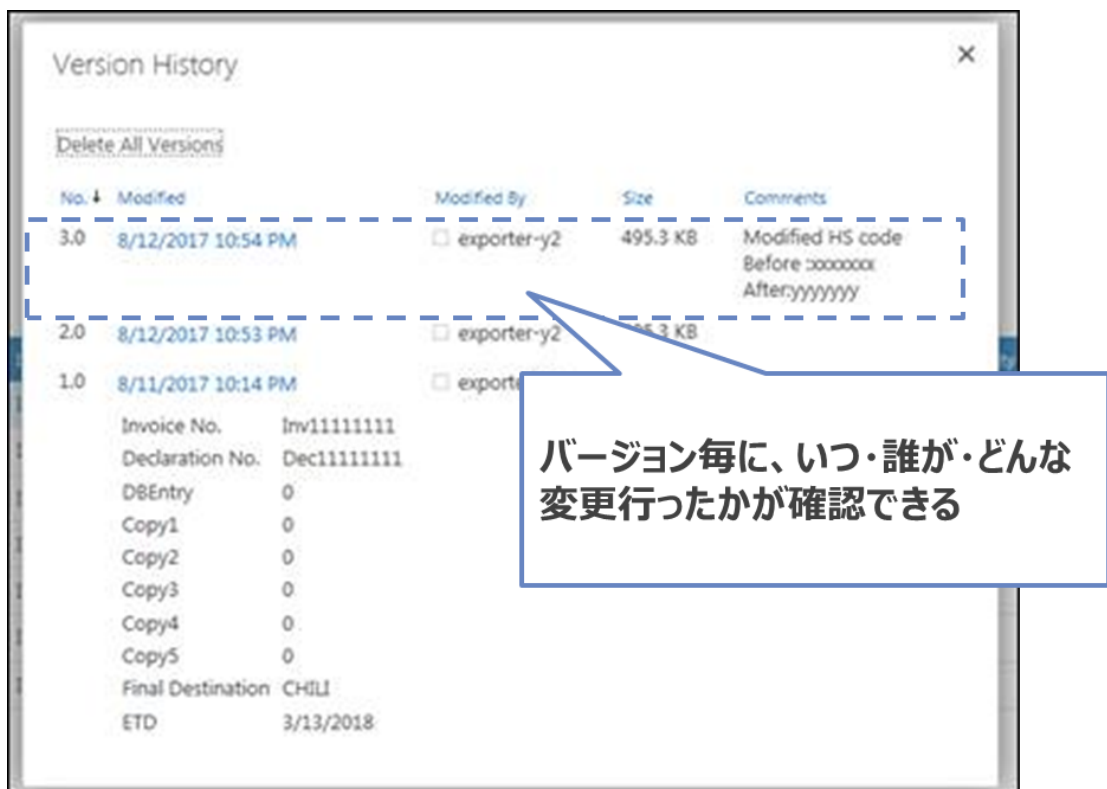 Version History
Delete All Versions
No. Modified Modified By Size Comments
3.0 8/12/2017 10:54 PM exporter-y2 495.3 KB Modified HS code
Before :xxxxxxxx
After:yyyyyyy
2.0 8/12/2017 10:53 PM exporter-y2 KB
1.0 8/11/2017 10:14 PM
Invoice No. Inv11111111
Declaration No. Dec11111111
DBEntry 0
Copy1 0
Copy2 0
Copy3 0
Copy4 0
Copy5 0
Final Destination CHILI
ETD 3/13/2018
バージョン毎に、いつ・誰が・どんな
変更行ったかが確認できる